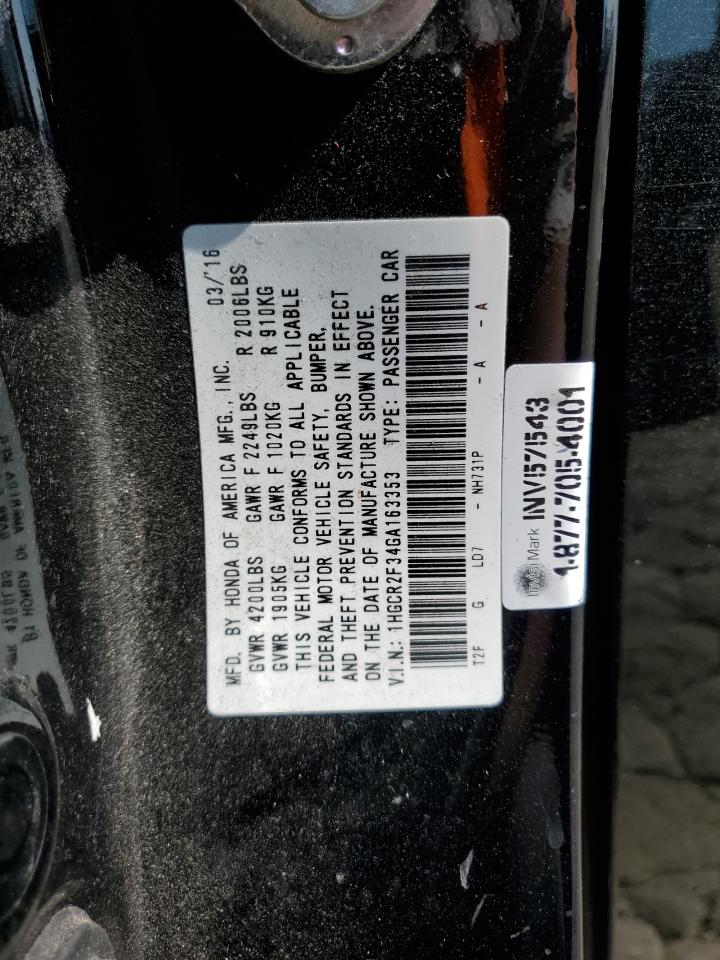 MFD. BY HONDA OF AMERICA MFG., INC. 03/'16
GVWR 4200LBS GAWR F 2249LBS R 2006LBS
GVWR 1905KG GAWR F 1020KG R 910KG
THIS VEHICLE CONFORMS TO ALL APPLICABLE
FEDERAL MOTOR VEHICLE SAFETY, BUMPER,
AND THEFT PREVENTION STANDARDS IN EFFECT
ON THE DATE OF MANUFACTURE SHOWN ABOVE.
V.I.N.: 1HGCR2F34GA163353 TYPE: PASSENGER CAR
T2F G LD7 - NH731P - A - A
Mark INV571543
1-877-705-4001